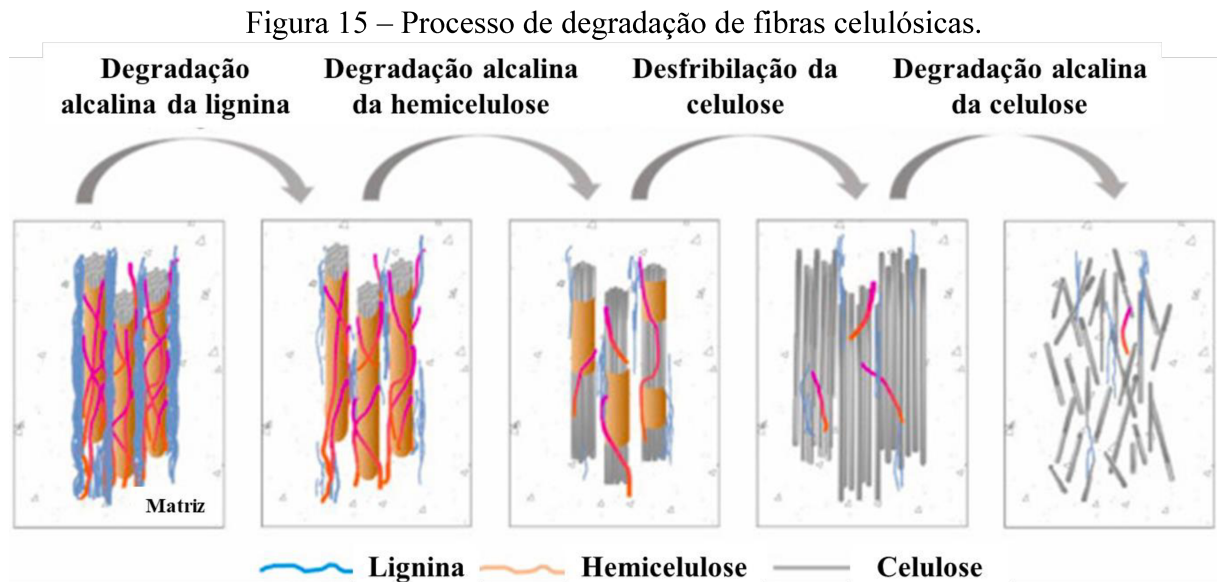 Figura 15 – Processo de degradação de fibras celulósicas.
Degradação
alcalina da lignina
Degradação alcalina
da hemicelulose
Desfribilação da
celulose
Degradação alcalina
da celulose
Matriz
Lignina
Hemicelulose
Celulose